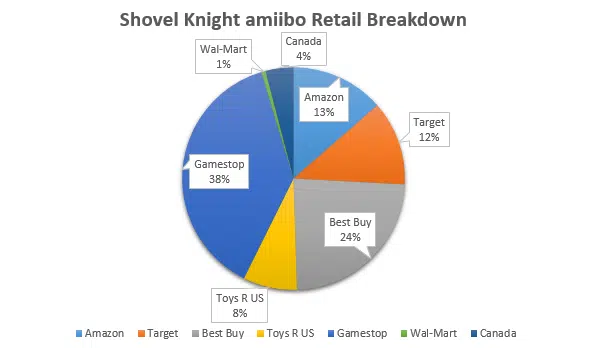 Shovel Knight amiibo Retail Breakdown
Canada
4%
Wal-Mart
1%
Amazon
13%
Target
12%
Gamestop
38%
Best Buy
24%
Toys R US
8%
Amazon Target Best Buy Toys R US Gamestop Wal-Mart Canada